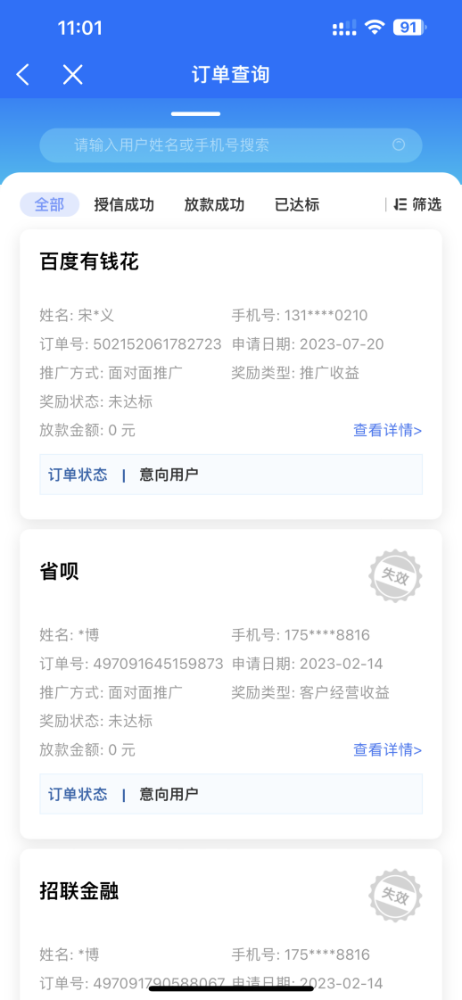 11:01
91
订单查询
请输入用户姓名或手机号搜索
全部 授信成功 放款成功 已达标 筛选
百度有钱花
姓名: 宋*义 手机号: 131****0210
订单号: 502152061782723 申请日期: 2023-07-20
推广方式: 面对面推广 奖励类型: 推广收益
奖励状态: 未达标
放款金额: 0 元 查看详情>
订单状态 | 意向用户
省呗 失效
姓名: *博 手机号: 175****8816
订单号: 497091645159873 申请日期: 2023-02-14
推广方式: 面对面推广 奖励类型: 客户经营收益
奖励状态: 未达标
放款金额: 0 元 查看详情>
订单状态 | 意向用户
招联金融 失效
姓名: *博 手机号: 175****8816
订单号: 497091790588067 申请日期: 2023-02-14